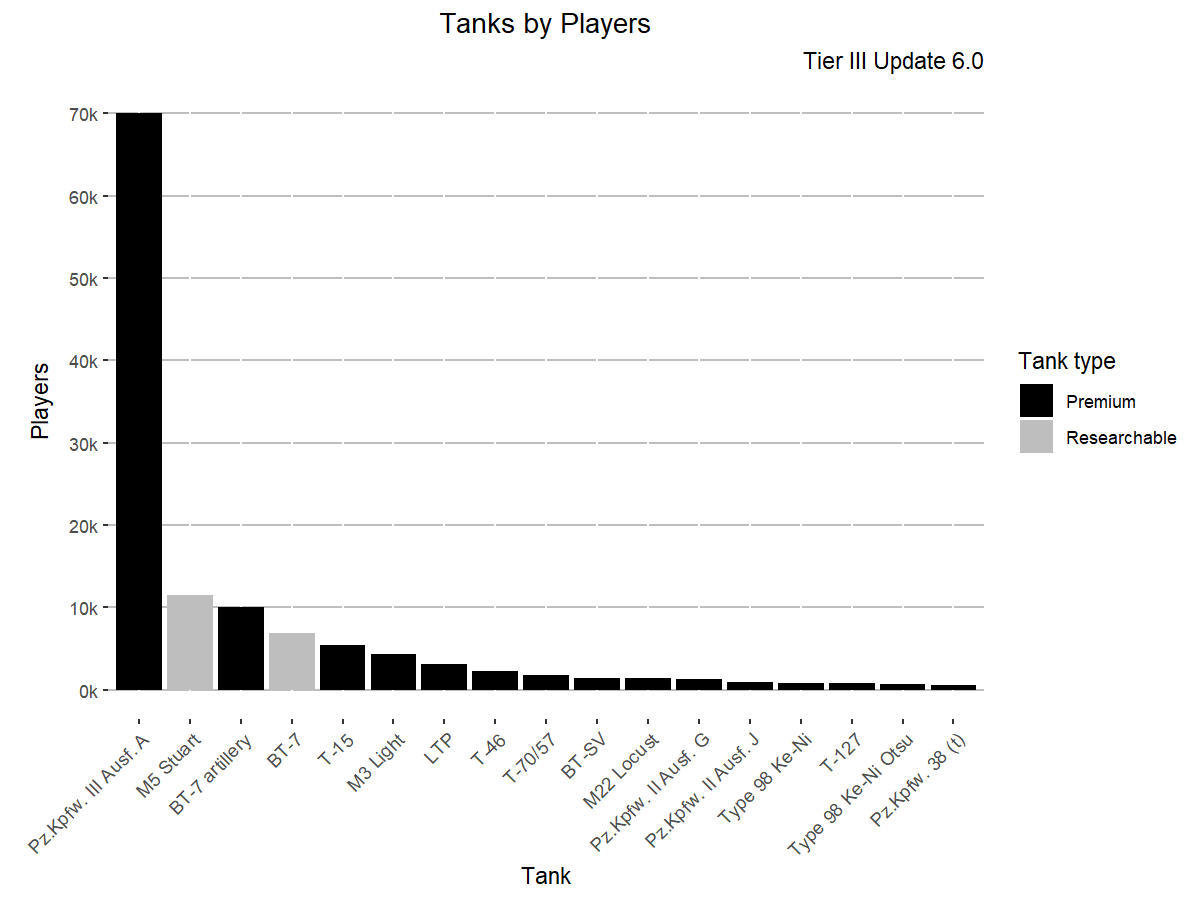 Tanks by Players
Tier III Update 6.0
70k
60k
50k
40k
30k
20k
10k
0k
Players
Pz.Kpfw. III Ausf. A
M5 Stuart
BT-7 artillery
BT-7
T-15
M3 Light
LTP
T-46
T-70/57
BT-SV
M22 Locust
Pz.Kpfw. II Ausf. G
Pz.Kpfw. II Ausf. J
Type 98 Ke-Ni
T-127
Type 98 Ke-Ni Otsu
Pz.Kpfw. 38 (t)
Tank
Tank type
Premium
Researchable